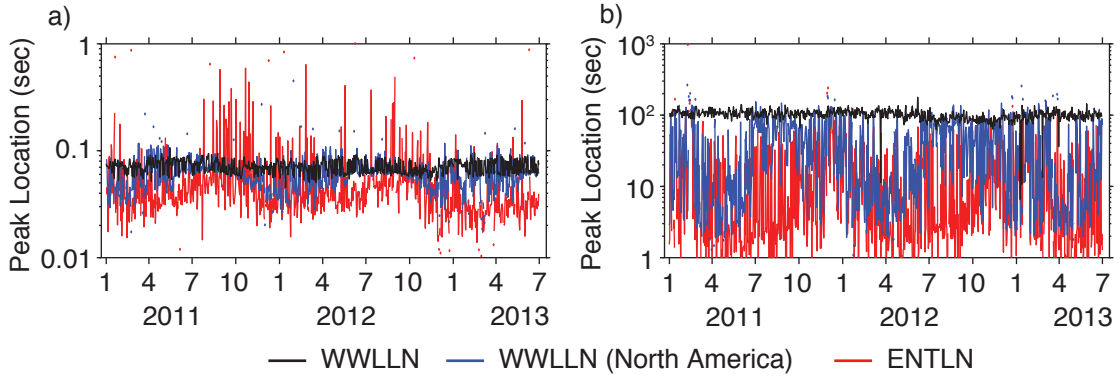 a)
Peak Location (sec)
1
0.1
0.01
1 4 7 10 1 4 7 10 1 4 7
2011 2012 2013
b)
Peak Location (sec)
10³
10²
10
1
1 4 7 10 1 4 7 10 1 4 7
2011 2012 2013
WWLLN WWLLN (North America) ENTLN